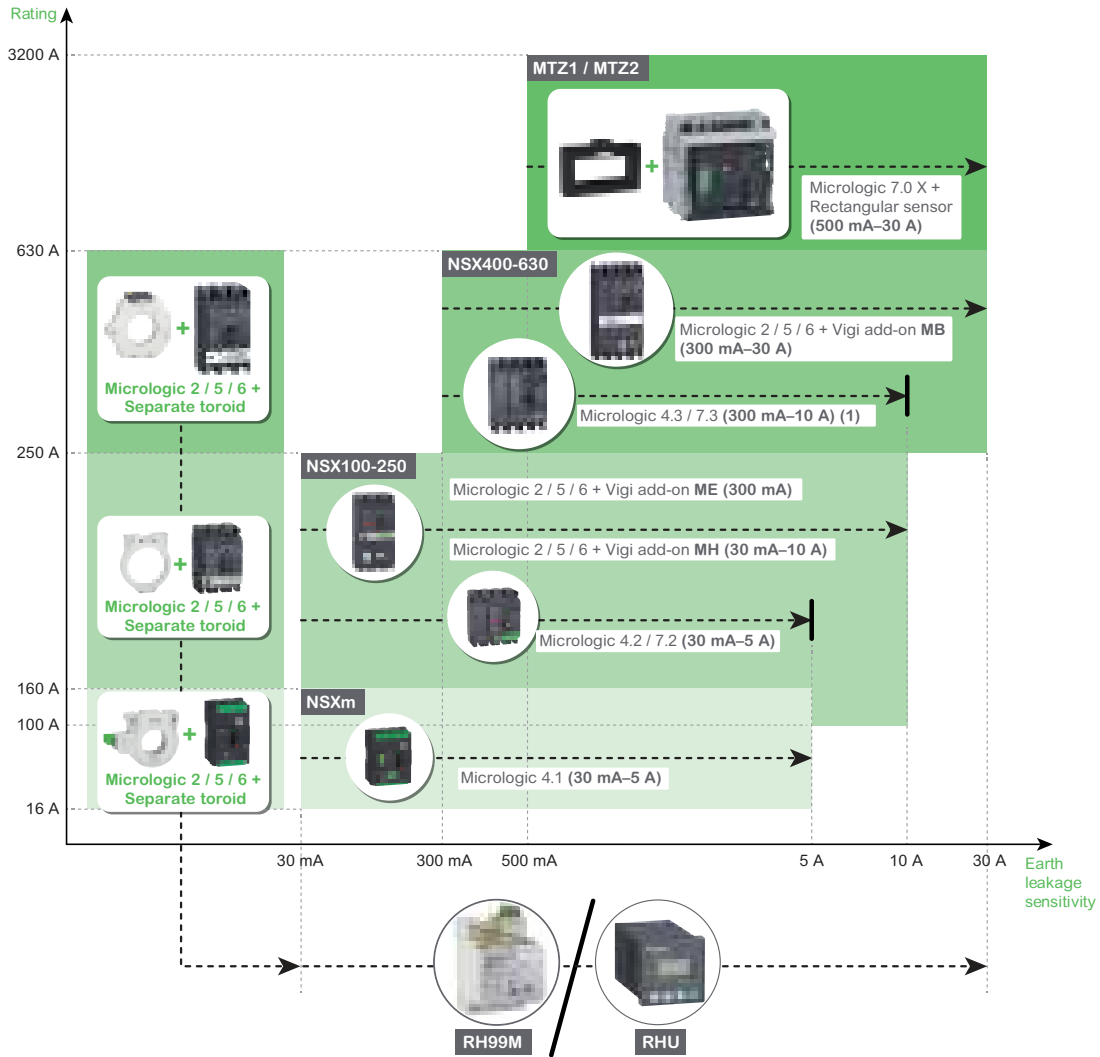 Rating
3200 A
MTZ1 / MTZ2
+
Micrologic 7.0 X +
Rectangular sensor
(500 mA–30 A)
630 A
NSX400-630
+
Micrologic 2 / 5 / 6 +
Separate toroid
Micrologic 2 / 5 / 6 + Vigi add-on MB
(300 mA–30 A)
Micrologic 4.3 / 7.3 (300 mA–10 A) (1)
250 A
NSX100-250
Micrologic 2 / 5 / 6 + Vigi add-on ME (300 mA)
Micrologic 2 / 5 / 6 + Vigi add-on MH (30 mA–10 A)
+
Micrologic 2 / 5 / 6 +
Separate toroid
Micrologic 4.2 / 7.2 (30 mA–5 A)
160 A
NSXm
100 A
+
Micrologic 2 / 5 / 6 +
Separate toroid
Micrologic 4.1 (30 mA–5 A)
16 A
30 mA
300 mA
500 mA
5 A
10 A
30 A
Earth
leakage
sensitivity
RH99M
RHU